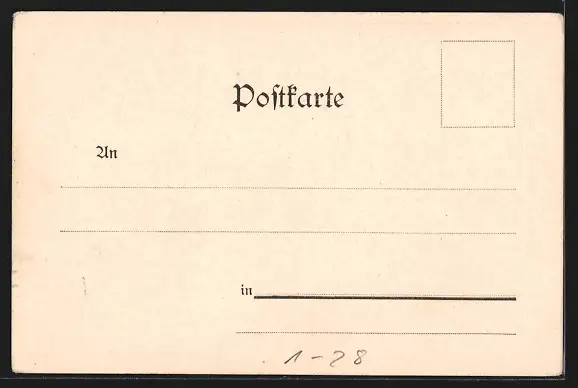 Poſtkarte
An
in
1-28